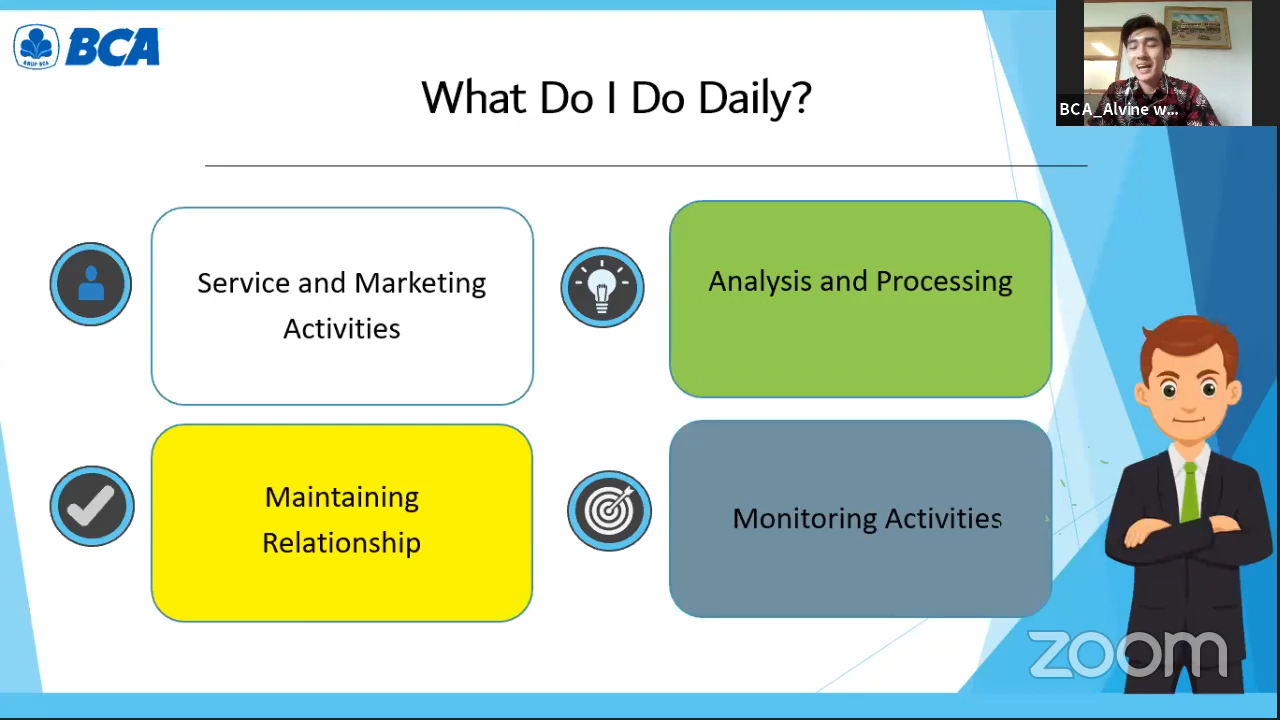 BCA
What Do I Do Daily?
BCA_Alvine w...
Service and Marketing
Activities
Analysis and Processing
Maintaining
Relationship
Monitoring Activities
zoom